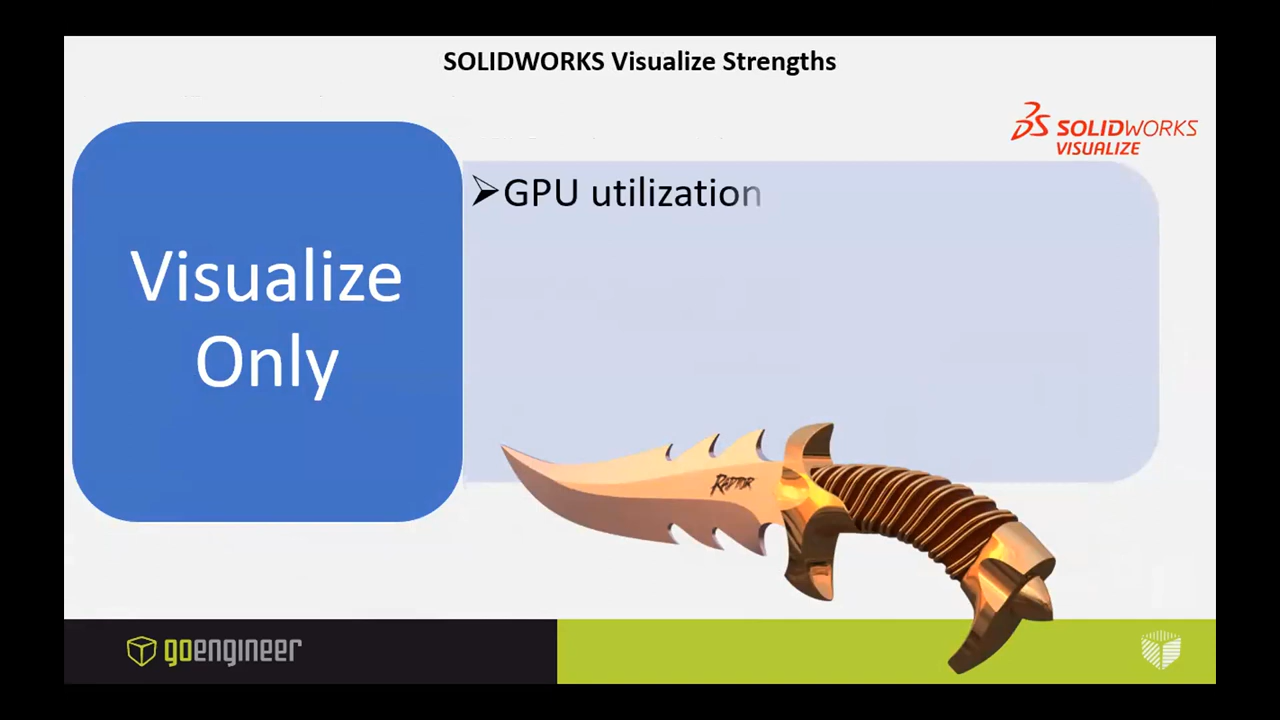 SOLIDWORKS Visualize Strengths
SOLIDWORKS
VISUALIZE
➢GPU utilization
Visualize
Only
RAPTOR
goengineer